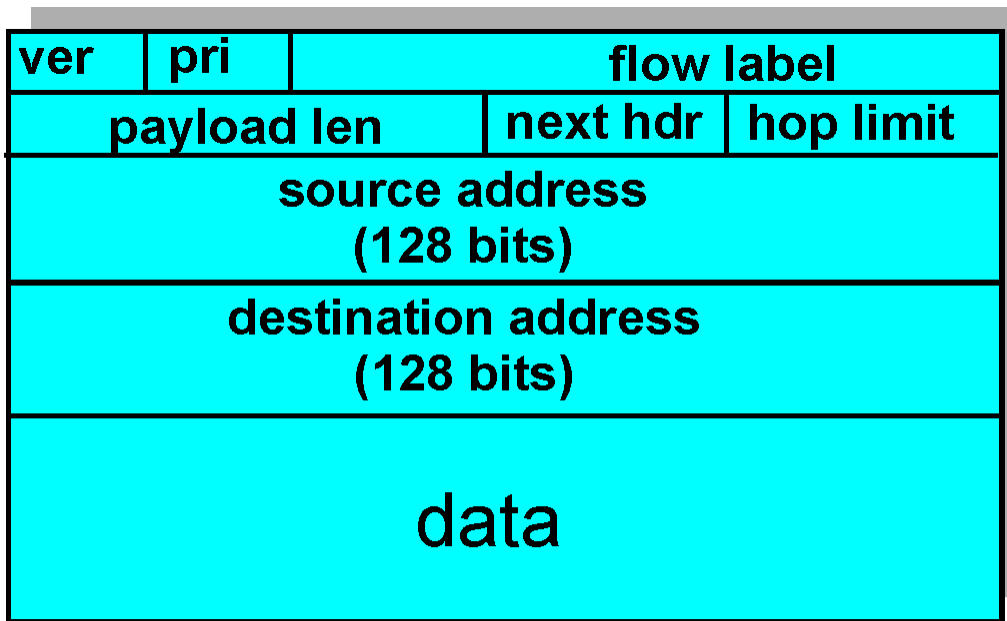 ver pri flow label
payload len next hdr hop limit
source address
(128 bits)
destination address
(128 bits)
data